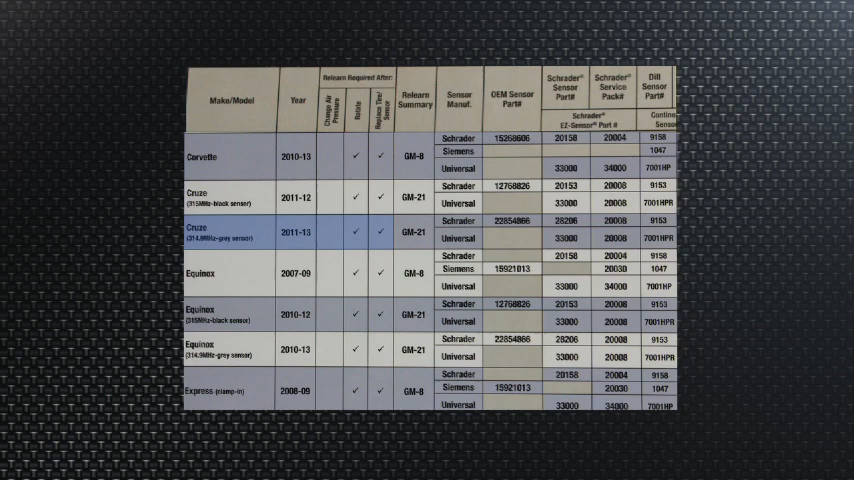 Make/Model Year Relearn Required After: Change Air Pressure Rotate Replace Tire/Sensor Relearn Summary Sensor Manuf. OEM Sensor Part# Schrader® Sensor Part# Schrader® Service Pack# Dill Sensor Part#
Schrader® EZ-Sensor® Part #
Corvette 2010-13 ✓ ✓ GM-8 Schrader 15268606 20158 20004 9158
Siemens 1047
Universal 33000 34000 7001HP
Cruze (315MHz-black sensor) 2011-12 ✓ ✓ GM-21 Schrader 12768826 20153 20008 9153
Universal 33000 20008 7001HPR
Cruze (314.9MHz-grey sensor) 2011-13 ✓ ✓ GM-21 Schrader 22854866 28206 20008 9153
Universal 33000 20008 7001HPR
Equinox 2007-09 ✓ ✓ GM-8 Schrader 20158 20004 9158
Siemens 15921013 20030 1047
Universal 33000 34000 7001HP
Equinox (315MHz-black sensor) 2010-12 ✓ ✓ GM-21 Schrader 12768826 20153 20008 9153
Universal 33000 20008 7001HPR
Equinox (314.9MHz-grey sensor) 2010-13 ✓ ✓ GM-21 Schrader 22854866 28206 20008 9153
Universal 33000 20008 7001HPR
Express (clamp-in) 2008-09 ✓ ✓ GM-8 Schrader 20158 20004 9158
Siemens 15921013 20030 1047
Universal 33000 34000 7001HP